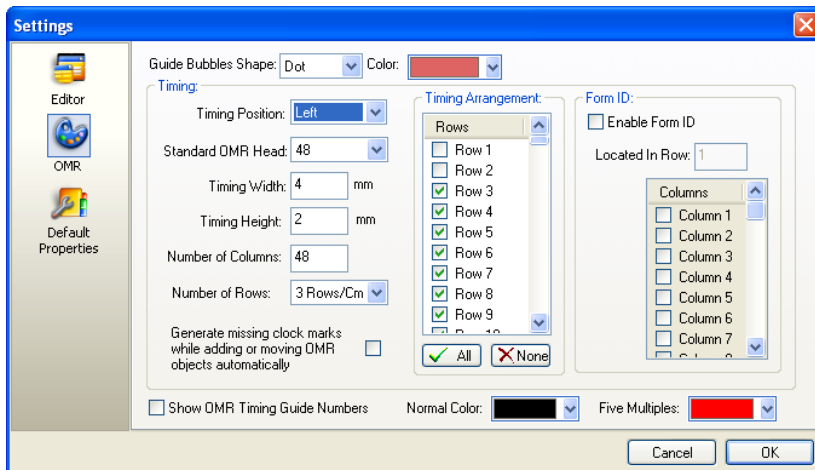 Settings
Editor
OMR
Default
Properties
Guide Bubbles Shape: Dot Color:
Timing:
Timing Position: Left
Standard OMR Head: 48
Timing Width: 4 mm
Timing Height: 2 mm
Number of Columns: 48
Number of Rows: 3 Rows/Cm
Generate missing clock marks
while adding or moving OMR
objects automatically
Timing Arrangement:
Rows
Row 1
Row 2
Row 3
Row 4
Row 5
Row 6
Row 7
Row 8
Row 9
All None
Form ID:
Enable Form ID
Located In Row: 1
Columns
Column 1
Column 2
Column 3
Column 4
Column 5
Column 6
Column 7
Show OMR Timing Guide Numbers Normal Color: Five Multiples:
Cancel OK